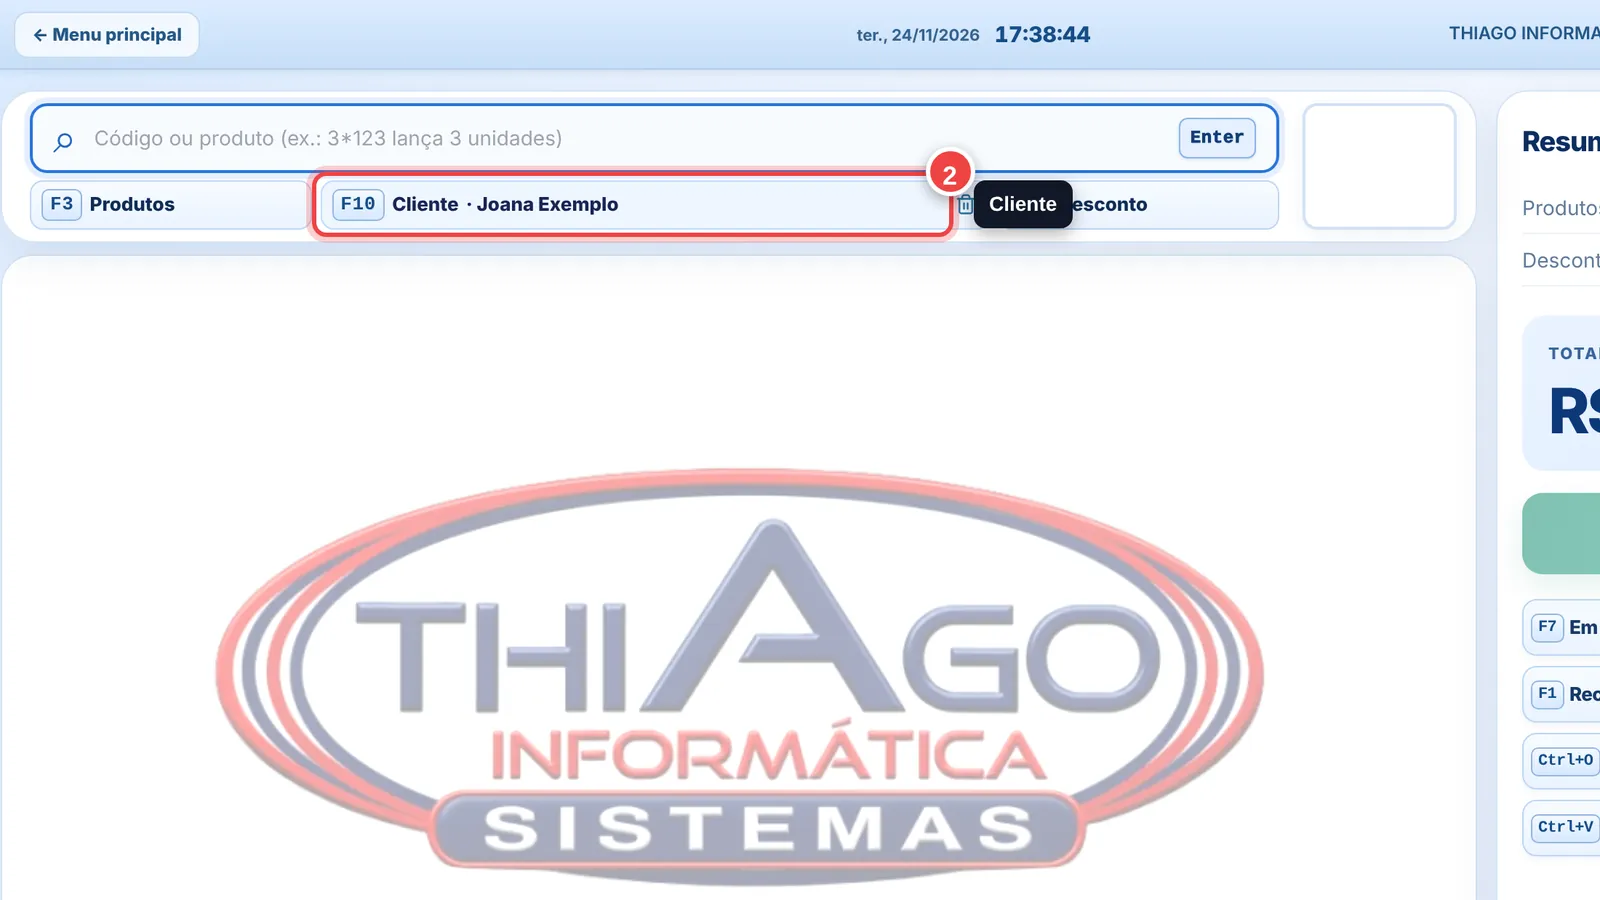 ← Menu principal
ter., 24/11/2026 17:38:44
THIAGO INFORMA
Código ou produto (ex.: 3*123 lança 3 unidades)
Enter
2
F3 Produtos
F10 Cliente · Joana Exemplo
Cliente
esconto
Resum
Produtos
Descont
TOTA
R$
F7 Em
F1 Rec
Ctrl+O
Ctrl+V
THIAGO
INFORMÁTICA
SISTEMAS